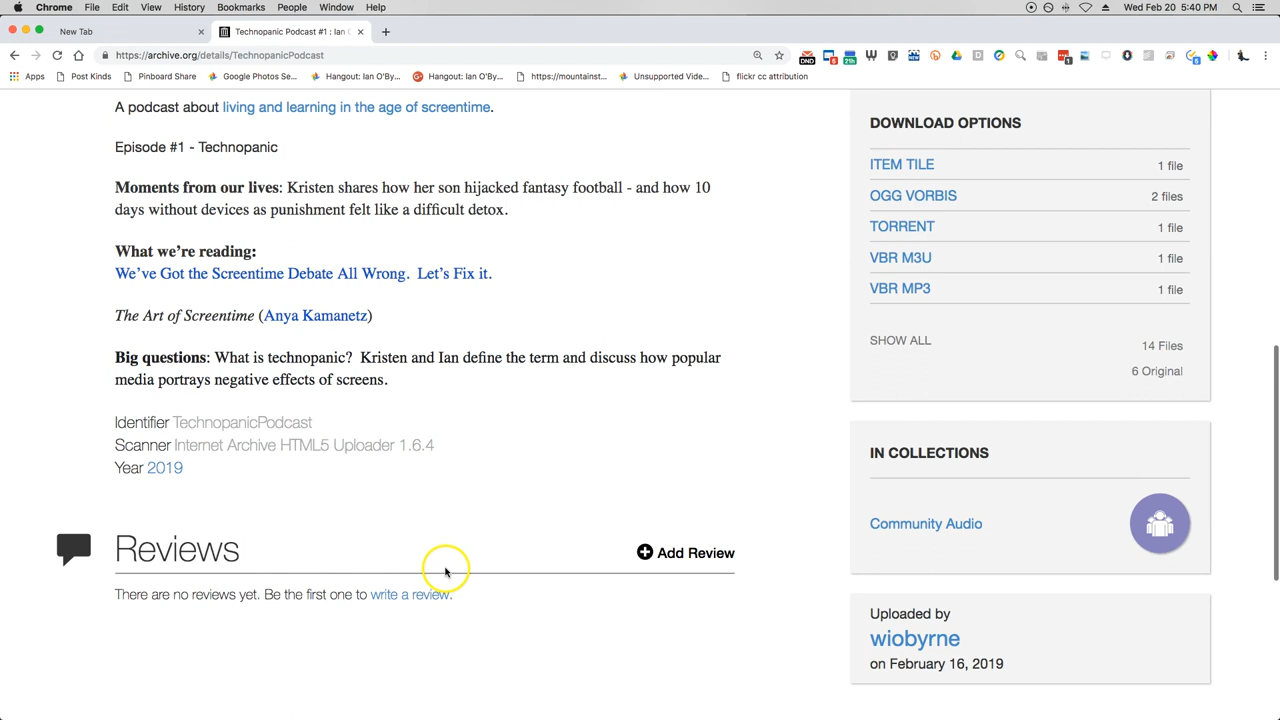 Chrome File Edit View History Bookmarks People Window Help Wed Feb 20 5:40 PM
New Tab Technopanic Podcast #1 : Ian O
https://archive.org/details/TechnopanicPodcast
Apps Post Kinds Pinboard Share Google Photos Se... Hangout: Ian O'By... Hangout: Ian O'By... https://mountainst... Unsupported Vide... flickr cc attribution
A podcast about living and learning in the age of screentime.
Episode #1 - Technopanic
Moments from our lives: Kristen shares how her son hijacked fantasy football - and how 10
days without devices as punishment felt like a difficult detox.
What we're reading:
We've Got the Screentime Debate All Wrong. Let's Fix it.
The Art of Screentime (Anya Kamanetz)
Big questions: What is technopanic? Kristen and Ian define the term and discuss how popular
media portrays negative effects of screens.
Identifier TechnopanicPodcast
Scanner Internet Archive HTML5 Uploader 1.6.4
Year 2019
Reviews
Add Review
There are no reviews yet. Be the first one to write a review.
DOWNLOAD OPTIONS
ITEM TILE 1 file
OGG VORBIS 2 files
TORRENT 1 file
VBR M3U 1 file
VBR MP3 1 file
SHOW ALL 14 Files
6 Original
IN COLLECTIONS
Community Audio
Uploaded by
wiobyrne
on February 16, 2019